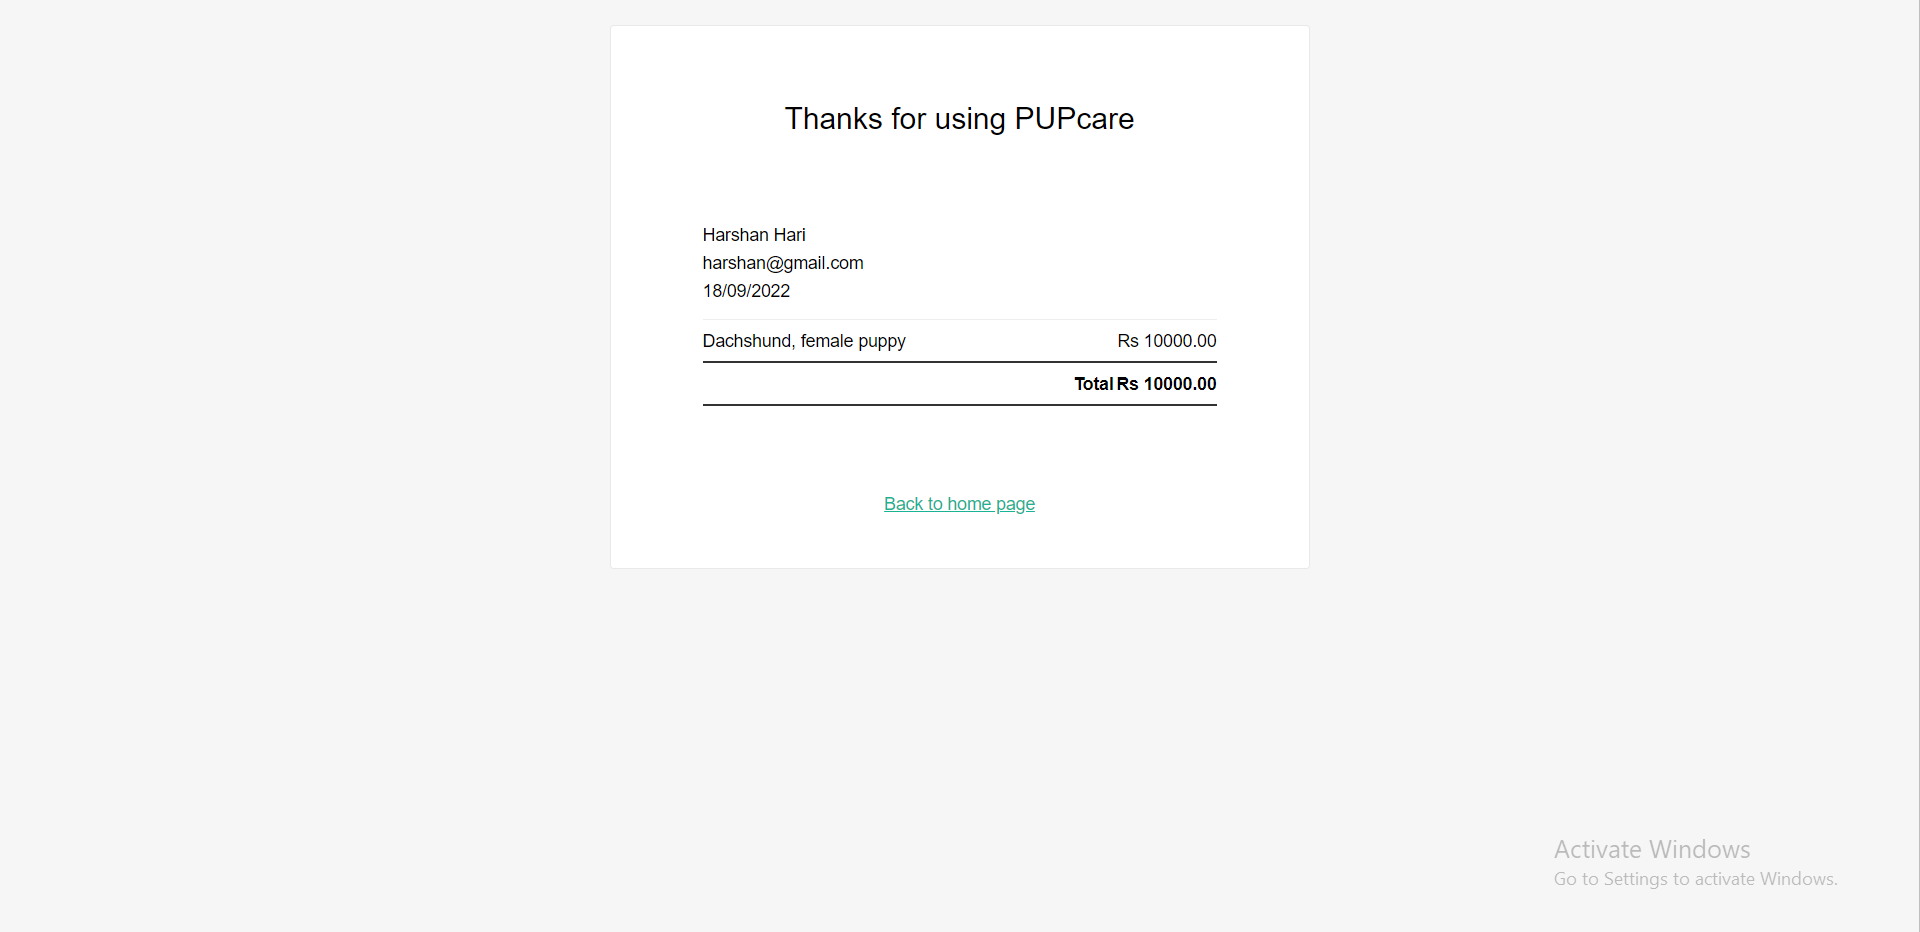 Thanks for using PUPcare
Harshan Hari
harshan@gmail.com
18/09/2022
Dachshund, female puppy Rs 10000.00
Total Rs 10000.00
Back to home page
Activate Windows
Go to Settings to activate Windows.